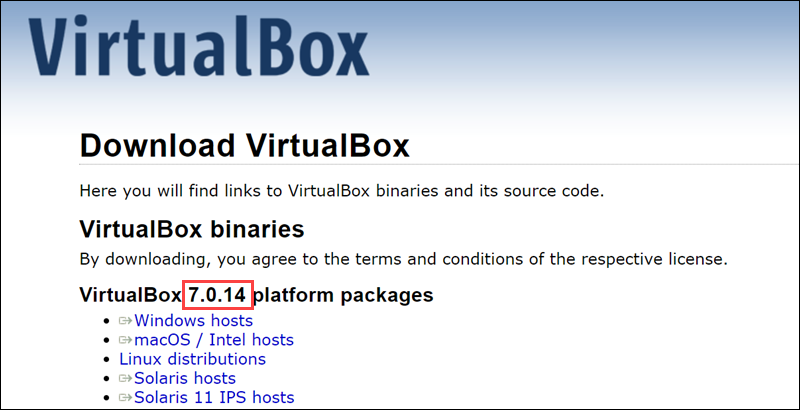 VirtualBox
Download VirtualBox
Here you will find links to VirtualBox binaries and its source code.
VirtualBox binaries
By downloading, you agree to the terms and conditions of the respective license.
VirtualBox 7.0.14 platform packages
Windows hosts
macOS / Intel hosts
Linux distributions
Solaris hosts
Solaris 11 IPS hosts